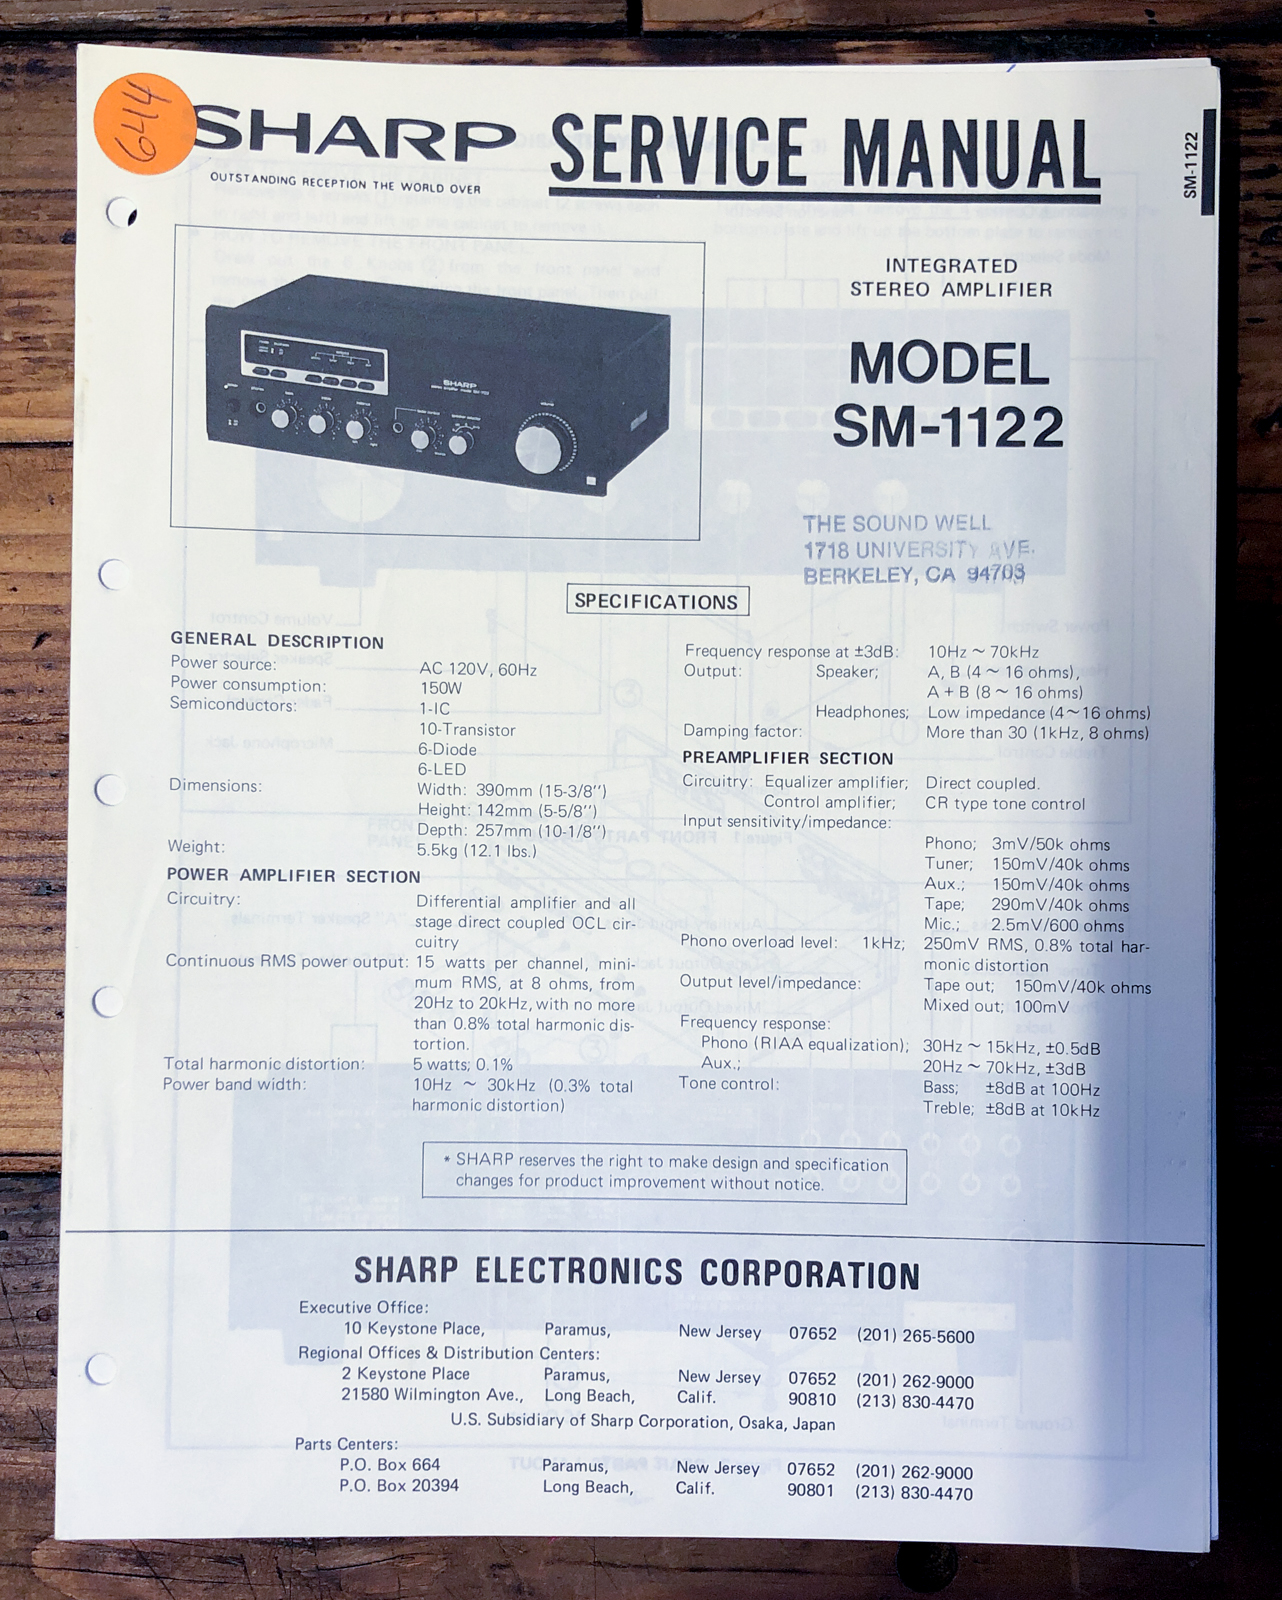 6414
SHARP
OUTSTANDING RECEPTION THE WORLD OVER
SERVICE MANUAL
SM-1122
INTEGRATED
STEREO AMPLIFIER
MODEL
SM-1122
SHARP
THE SOUND WELL
1718 UNIVERSITY AVE.
BERKELEY, CA 94703
SPECIFICATIONS
GENERAL DESCRIPTION
Power source: AC 120V, 60Hz
Power consumption: 150W
Semiconductors: 1-IC
10-Transistor
6-Diode
6-LED
Dimensions: Width: 390mm (15-3/8")
Height: 142mm (5-5/8")
Depth: 257mm (10-1/8")
Weight: 5.5kg (12.1 lbs.)
POWER AMPLIFIER SECTION
Circuitry: Differential amplifier and all
stage direct coupled OCL cir-
cuitry
Continuous RMS power output: 15 watts per channel, mini-
mum RMS, at 8 ohms, from
20Hz to 20kHz, with no more
than 0.8% total harmonic dis-
tortion.
Total harmonic distortion: 5 watts; 0.1%
Power band width: 10Hz ~ 30kHz (0.3% total
harmonic distortion)
Frequency response at ±3dB: 10Hz ~ 70kHz
Output: Speaker; A, B (4 ~ 16 ohms),
A + B (8 ~ 16 ohms)
Headphones; Low impedance (4~16 ohms)
Damping factor: More than 30 (1kHz, 8 ohms)
PREAMPLIFIER SECTION
Circuitry: Equalizer amplifier; Direct coupled.
Control amplifier; CR type tone control
Input sensitivity/impedance:
Phono; 3mV/50k ohms
Tuner; 150mV/40k ohms
Aux.; 150mV/40k ohms
Tape; 290mV/40k ohms
Mic.; 2.5mV/600 ohms
Phono overload level: 1kHz; 250mV RMS, 0.8% total har-
monic distortion
Output level/impedance: Tape out; 150mV/40k ohms
Mixed out; 100mV
Frequency response:
Phono (RIAA equalization); 30Hz ~ 15kHz, ±0.5dB
Aux.; 20Hz ~ 70kHz, ±3dB
Tone control: Bass; ±8dB at 100Hz
Treble; ±8dB at 10kHz
* SHARP reserves the right to make design and specification
changes for product improvement without notice.
SHARP ELECTRONICS CORPORATION
Executive Office:
10 Keystone Place, Paramus, New Jersey 07652 (201) 265-5600
Regional Offices & Distribution Centers:
2 Keystone Place Paramus, New Jersey 07652 (201) 262-9000
21580 Wilmington Ave., Long Beach, Calif. 90810 (213) 830-4470
U.S. Subsidiary of Sharp Corporation, Osaka, Japan
Parts Centers:
P.O. Box 664 Paramus, New Jersey 07652 (201) 262-9000
P.O. Box 20394 Long Beach, Calif. 90801 (213) 830-4470